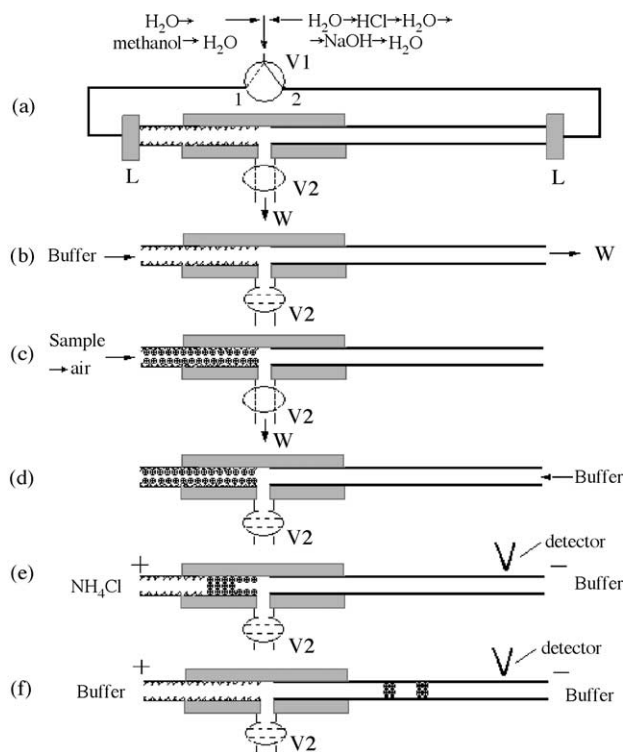 H₂O→ H₂O→HCl→H₂O→
methanol→H₂O →NaOH→H₂O
V1
(a) 1 2
L V2 L
W
(b) Buffer W
V2
(c) Sample
→air
V2
W
(d) Buffer
V2
+ detector −
(e) NH₄Cl Buffer
V2
+ detector −
(f) Buffer Buffer
V2